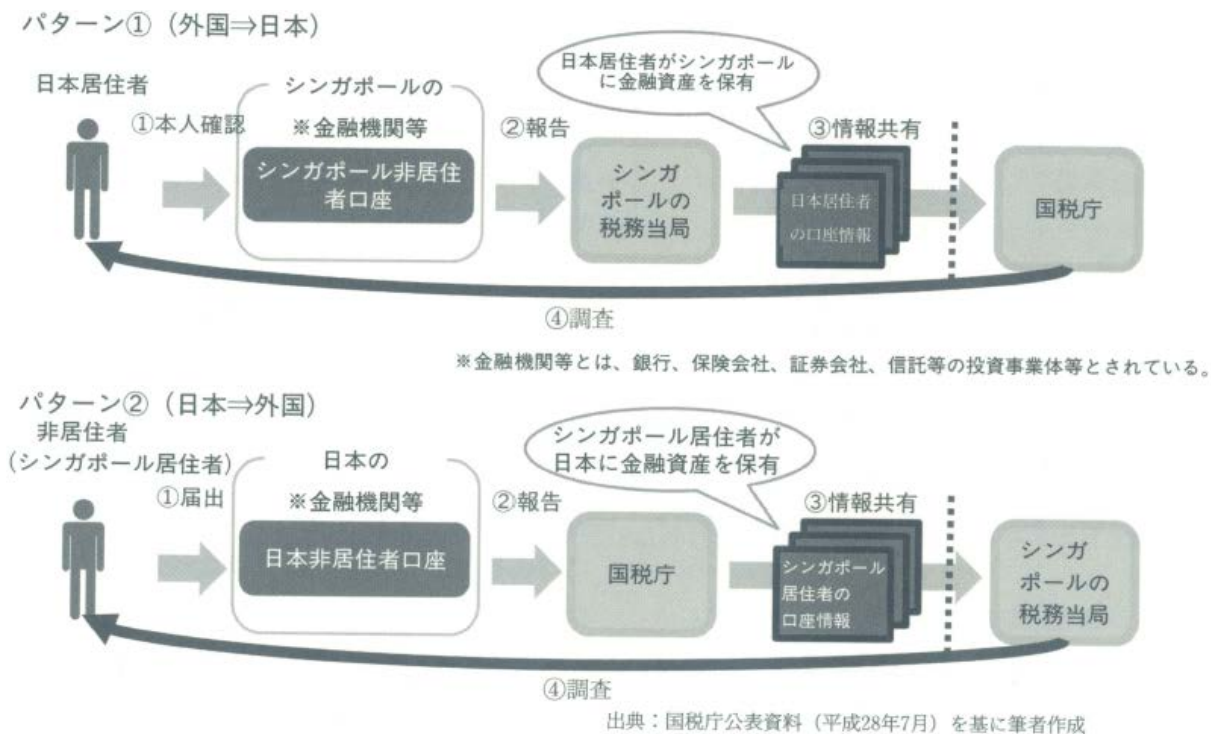 パターン①（外国⇒日本）
日本居住者
①本人確認
シンガポールの
※金融機関等
シンガポール非居住
者口座
②報告
シンガ
ポールの
税務当局
日本居住者がシンガポール
に金融資産を保有
③情報共有
日本居住者
の口座情報
国税庁
④調査
※金融機関等とは、銀行、保険会社、証券会社、信託等の投資事業体等とされている。
パターン②（日本⇒外国）
非居住者
(シンガポール居住者)
①届出
日本の
※金融機関等
日本非居住者口座
②報告
国税庁
シンガポール居住者が
日本に金融資産を保有
③情報共有
シンガポール
居住者の
口座情報
シンガ
ポールの
税務当局
④調査
出典：国税庁公表資料（平成28年7月）を基に筆者作成